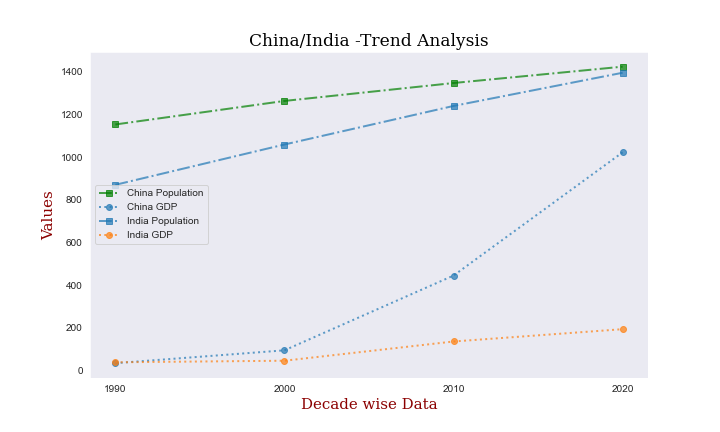 China/India -Trend Analysis
1400
1200
1000
800
600
400
200
0
Values
China Population
China GDP
India Population
India GDP
1990 2000 2010 2020
Decade wise Data